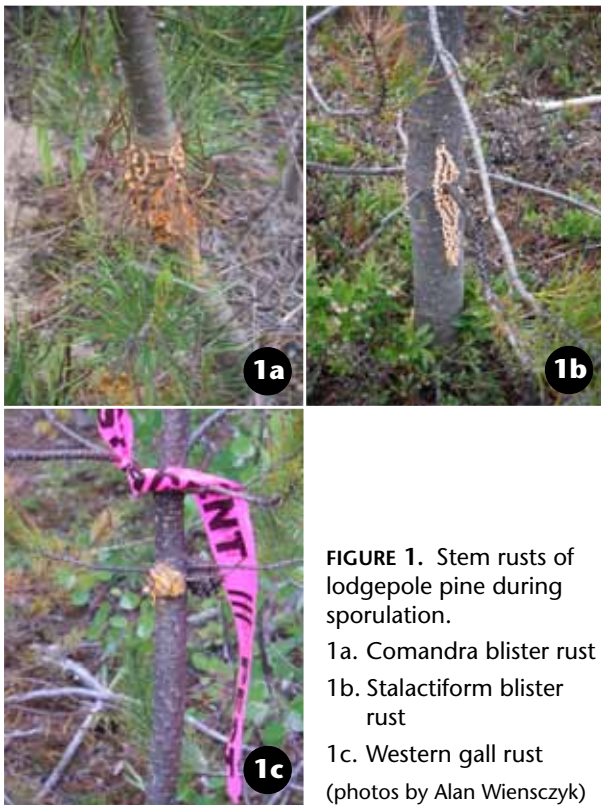 1a
1b
NT
1c
FIGURE 1. Stem rusts of
lodgepole pine during
sporulation.
1a. Comandra blister rust
1b. Stalactiform blister
rust
1c. Western gall rust
(photos by Alan Wiensczyk)